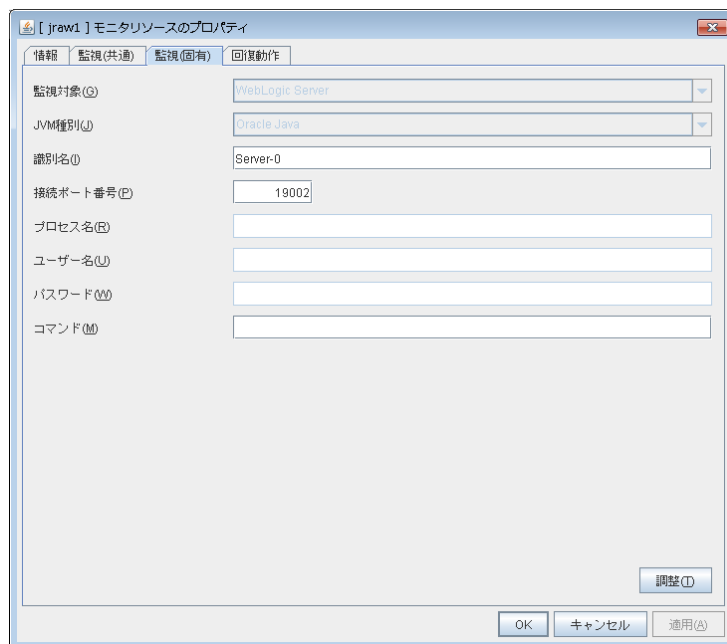 [ jraw1 ] モニタリソースのプロパティ
情報 監視(共通) 監視(固有) 回復動作
監視対象(G) WebLogic Server
JVM種別(J) Oracle Java
識別名(I) Server-0
接続ポート番号(P) 19002
プロセス名(R)
ユーザー名(U)
パスワード(W)
コマンド(M)
調整(T)
OK キャンセル 適用(A)